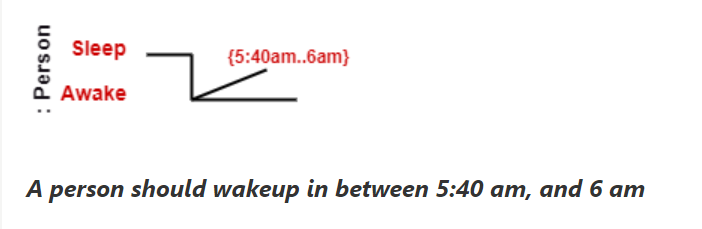 : Person
Sleep
{5:40am..6am}
Awake
A person should wakeup in between 5:40 am, and 6 am